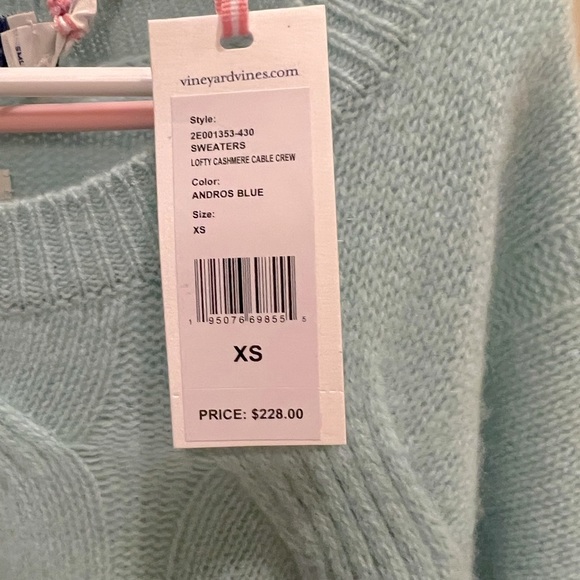 vineyardvines.com
Style:
2E001353-430
SWEATERS
LOFTY CASHMERE CABLE CREW
Color:
ANDROS BLUE
Size:
XS
1 95076 69855 5
XS
PRICE: $228.00